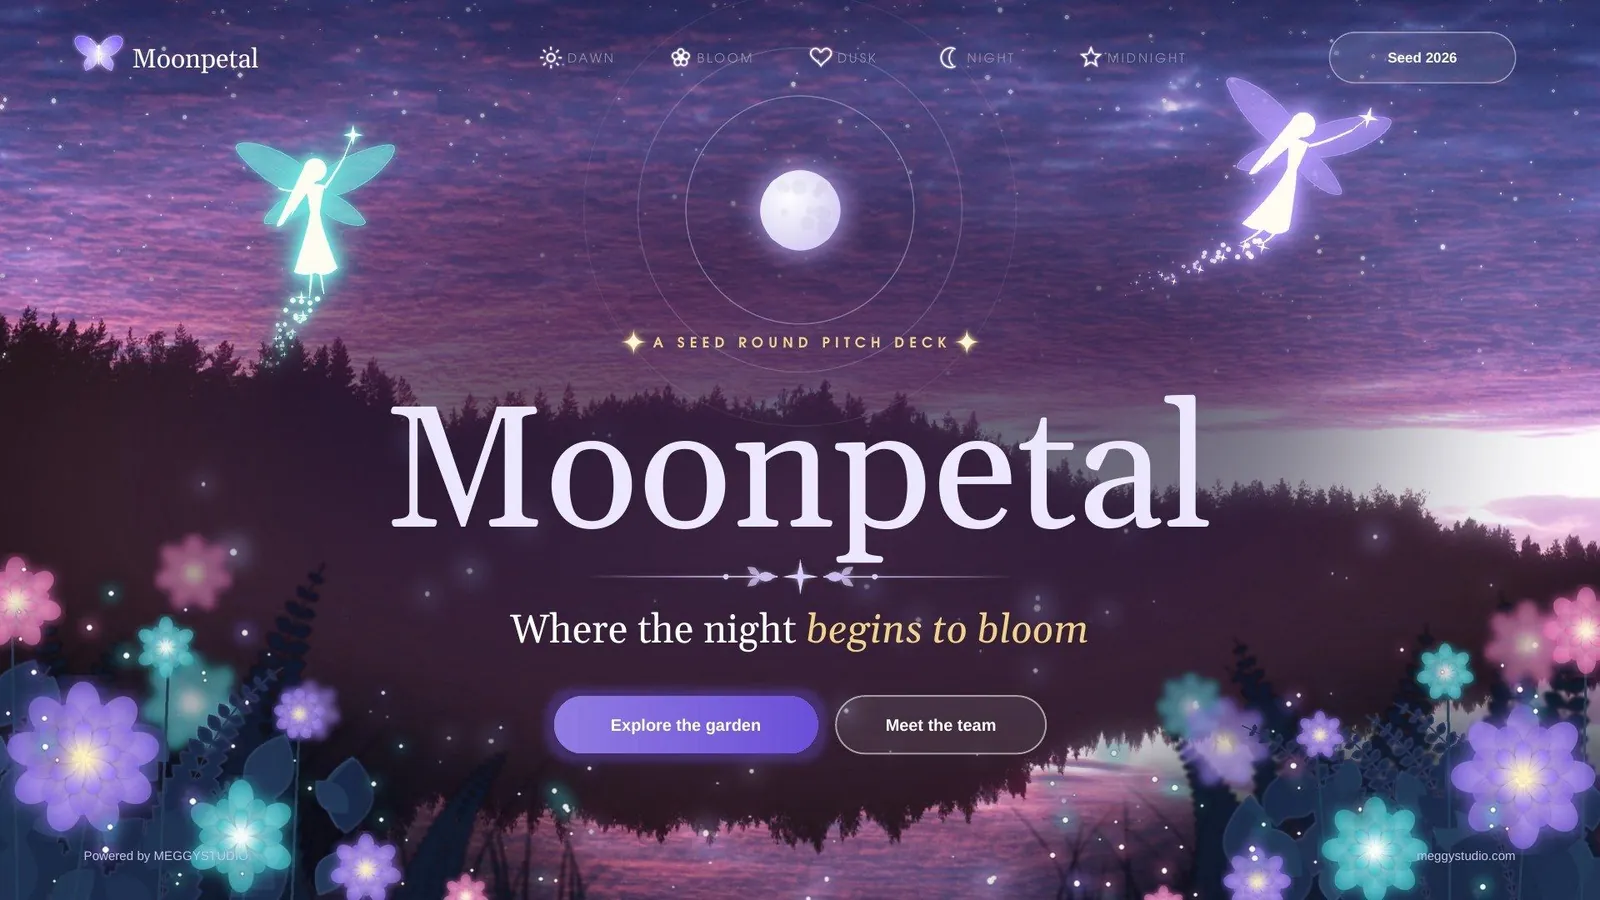 Moonpetal
DAWN
BLOOM
DUSK
NIGHT
MIDNIGHT
Seed 2026
A SEED ROUND PITCH DECK
Moonpetal
Where the night begins to bloom
Explore the garden
Meet the team
Powered by MEGGYSTUDIO
meggystudio.com